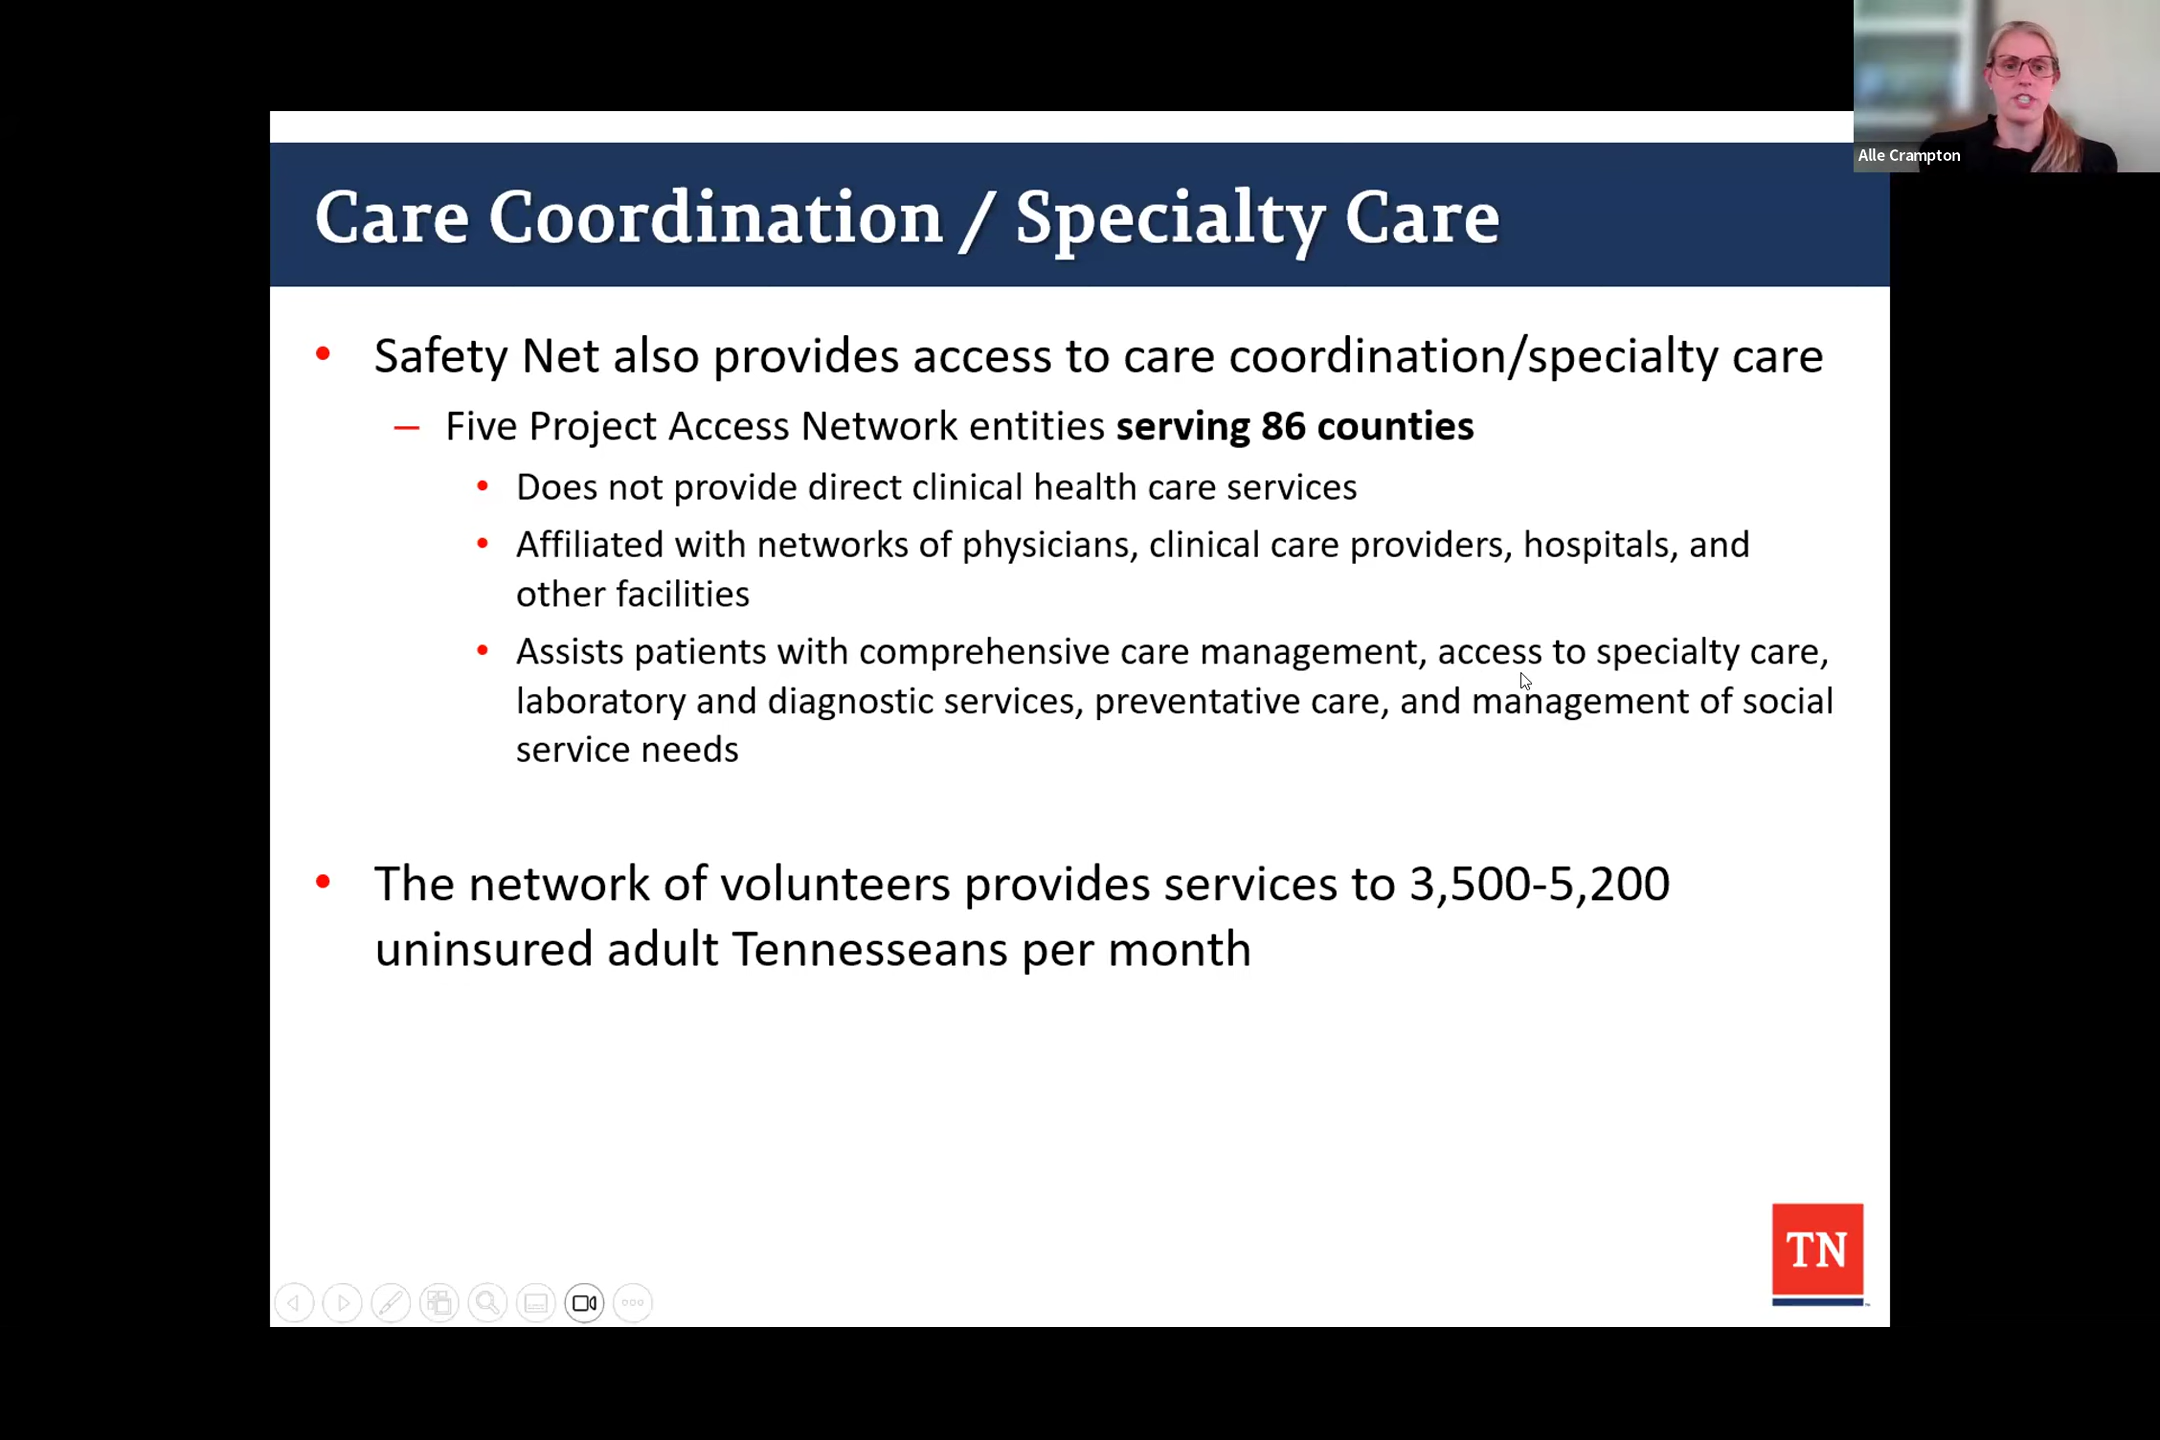 Alle Crampton
Care Coordination / Specialty Care
• Safety Net also provides access to care coordination/specialty care
– Five Project Access Network entities serving 86 counties
• Does not provide direct clinical health care services
• Affiliated with networks of physicians, clinical care providers, hospitals, and
other facilities
• Assists patients with comprehensive care management, access to specialty care,
laboratory and diagnostic services, preventative care, and management of social
service needs
• The network of volunteers provides services to 3,500-5,200
uninsured adult Tennesseans per month
TN